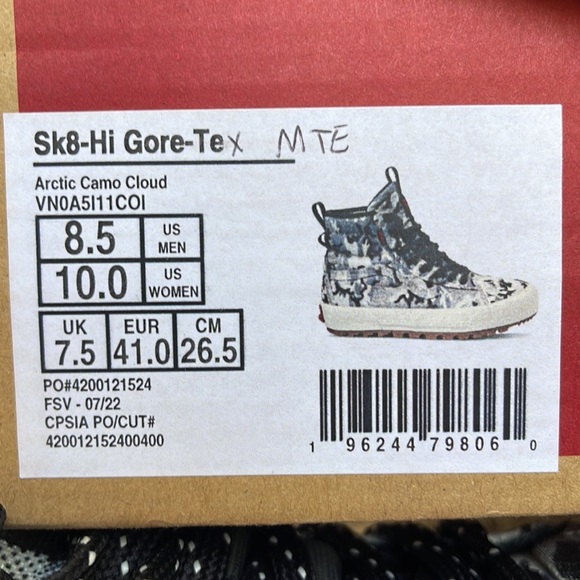 Sk8-Hi Gore-Tex MTE
Arctic Camo Cloud
VN0A5I11COI
8.5 US MEN
10.0 US WOMEN
UK 7.5 EUR 41.0 CM 26.5
PO#4200121524
FSV - 07/22
CPSIA PO/CUT#
420012152400400
1 96244 79806 0